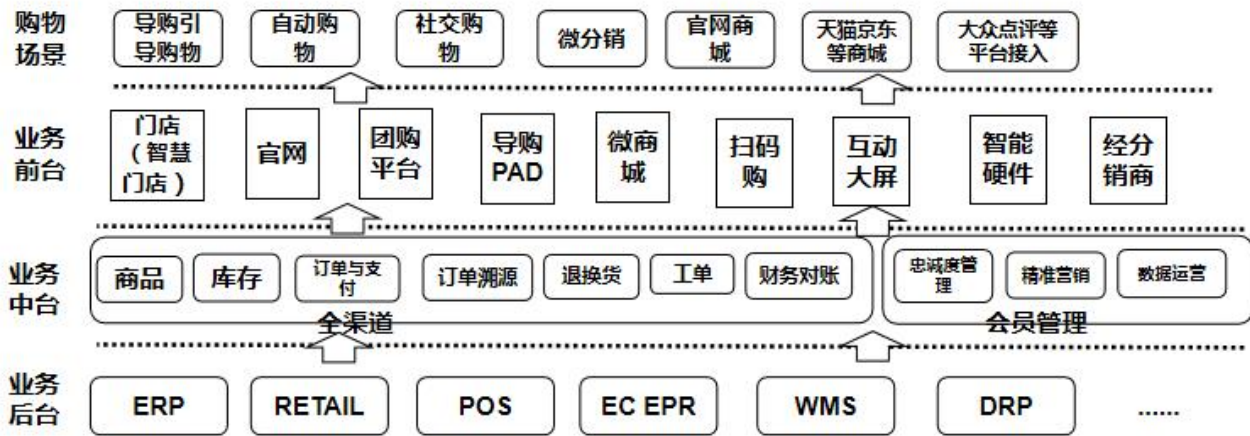 购物
场景
导购引
导购物
自动购
物
社交购
物
微分销
官网商
城
天猫京东
等商城
大众点评等
平台接入
业务
前台
门店
（智慧
门店）
官网
团购
平台
导购
PAD
微商
城
扫码
购
互动
大屏
智能
硬件
经分
销商
业务
中台
商品
库存
订单与支
付
订单溯源
退换货
工单
财务对账
全渠道
忠诚度管
理
精准营销
数据运营
会员管理
业务
后台
ERP
RETAIL
POS
EC EPR
WMS
DRP
......